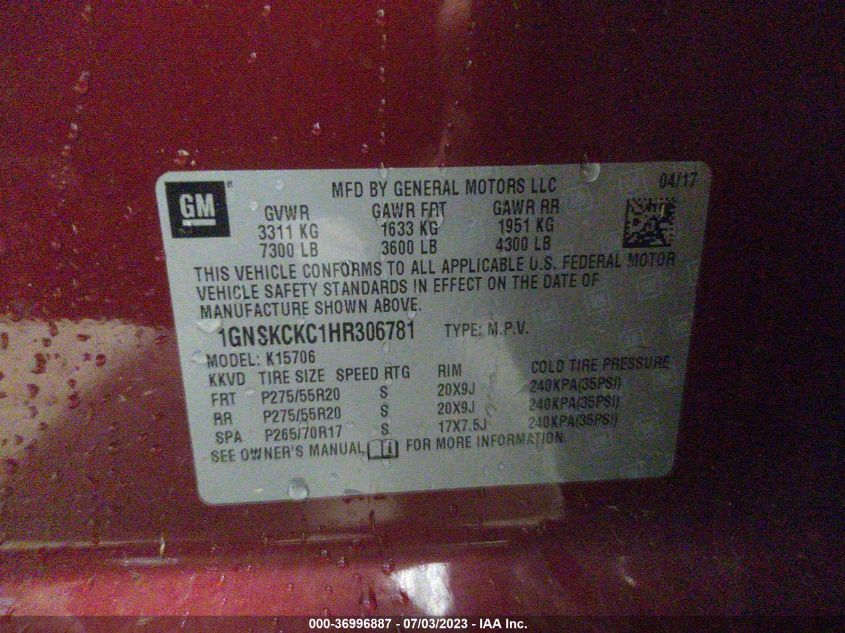 GM
MFD BY GENERAL MOTORS LLC 04/17
GVWR GAWR FRT GAWR RR
3311 KG 1633 KG 1951 KG
7300 LB 3600 LB 4300 LB
THIS VEHICLE CONFORMS TO ALL APPLICABLE U.S. FEDERAL MOTOR
VEHICLE SAFETY STANDARDS IN EFFECT ON THE DATE OF
MANUFACTURE SHOWN ABOVE.
1GNSKCKC1HR306781 TYPE: M.P.V.
MODEL: K15706
KKVD TIRE SIZE SPEED RTG RIM COLD TIRE PRESSURE
FRT P275/55R20 S 20X9J 240KPA(35PSI)
RR P275/55R20 S 20X9J 240KPA(35PSI)
SPA P265/70R17 S 17X7.5J 240KPA(35PSI)
SEE OWNER'S MANUAL FOR MORE INFORMATION.
000-36996887 - 07/03/2023 - IAA Inc.